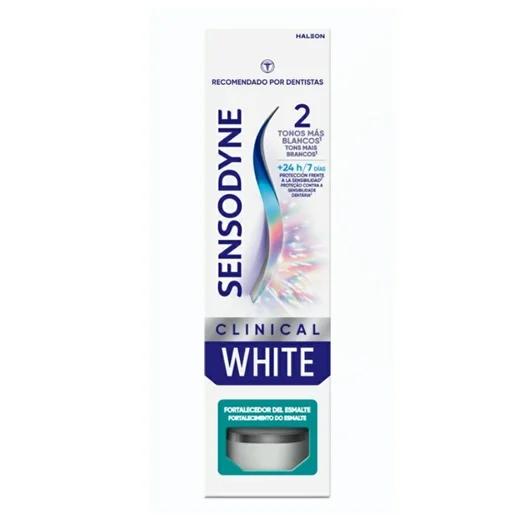 HALEON
RECOMENDADO POR DENTISTAS
SENSODYNE
2
TONOS MÁS
BLANCOS¹
TONS MAIS
BRANCOS¹
+24 h/7 DÍAS
PROTECCIÓN FRENTE
A LA SENSIBILIDAD²
PROTEÇÃO CONTRA A
SENSIBILIDADE
DENTÁRIA²
CLINICAL
WHITE
FORTALECEDOR DEL ESMALTE
FORTALECIMENTO DO ESMALTE